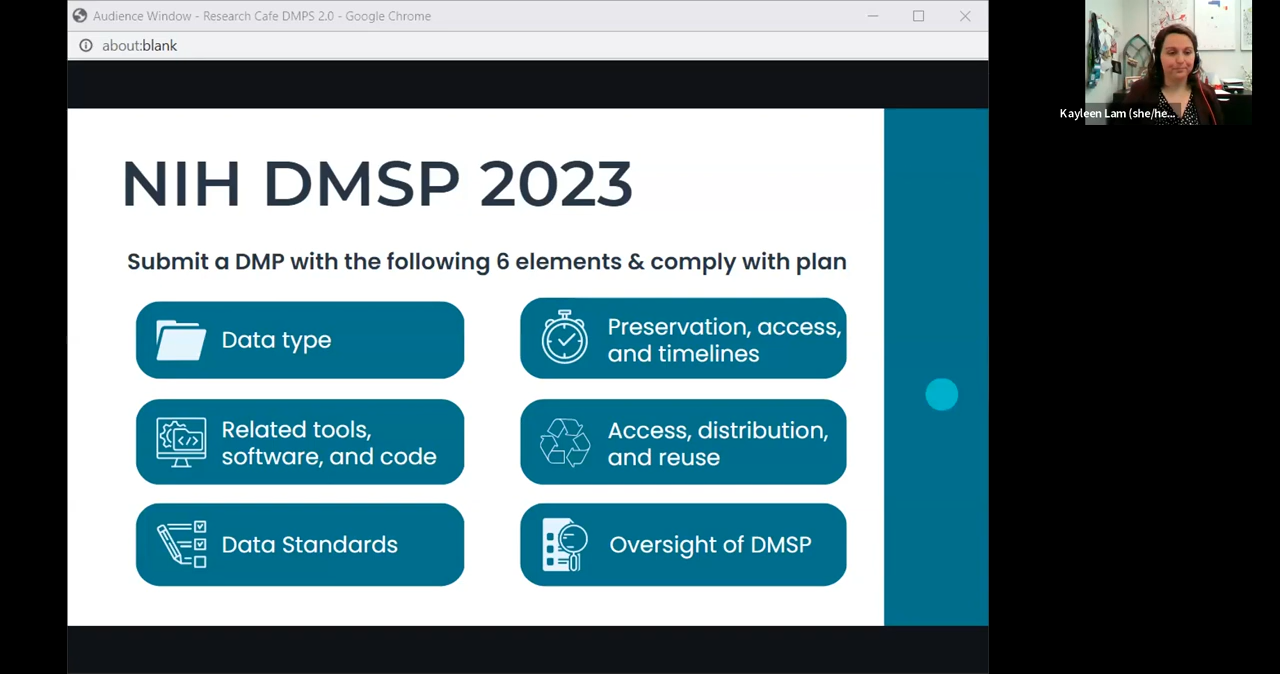 Audience Window - Research Cafe DMPS 2.0 - Google Chrome
about:blank
Kayleen Lam (she/he...
NIH DMSP 2023
Submit a DMP with the following 6 elements & comply with plan
Data type
Preservation, access,
and timelines
Related tools,
software, and code
Access, distribution,
and reuse
Data Standards
Oversight of DMSP